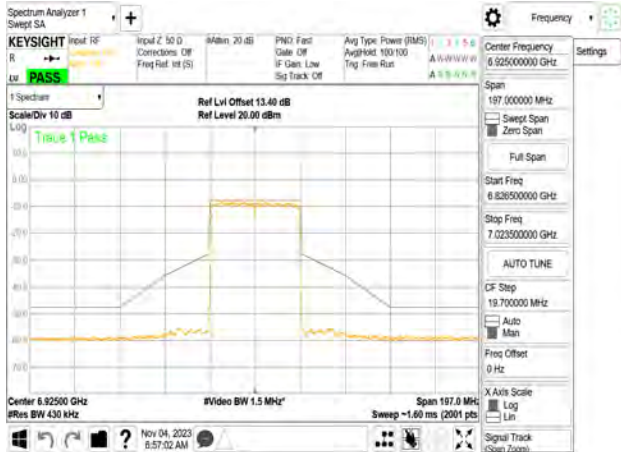 Spectrum Analyzer 1
Swept SA
+
Frequency
KEYSIGHT
Input: RF
R
LV
PASS
Input Z: 50 Ω
Corrections: Off
Freq Ref: Int (S)
#Atten: 20 dB
PNO: Fast
Gate: Off
IF Gain: Low
Sig Track: Off
Avg Type: Power (RMS)
Avg|Hold: 100/100
Trig: Free Run
Settings
1 Spectrum
Scale/Div 10 dB
Log
Ref Lvl Offset 13.40 dB
Ref Level 20.00 dBm
Trace 1 Pass
Center 6.92500 GHz
#Res BW 430 kHz
#Video BW 1.5 MHz*
Span 197.0 MHz
Sweep ~1.60 ms (2001 pts
Center Frequency
6.925000000 GHz
Span
197.000000 MHz
Swept Span
Zero Span
Full Span
Start Freq
6.826500000 GHz
Stop Freq
7.023500000 GHz
AUTO TUNE
CF Step
19.700000 MHz
Auto
Man
Freq Offset
0 Hz
X Axis Scale
Log
Lin
Signal Track
(Span Zoom)
?
Nov 04, 2023
6:57:02 AM